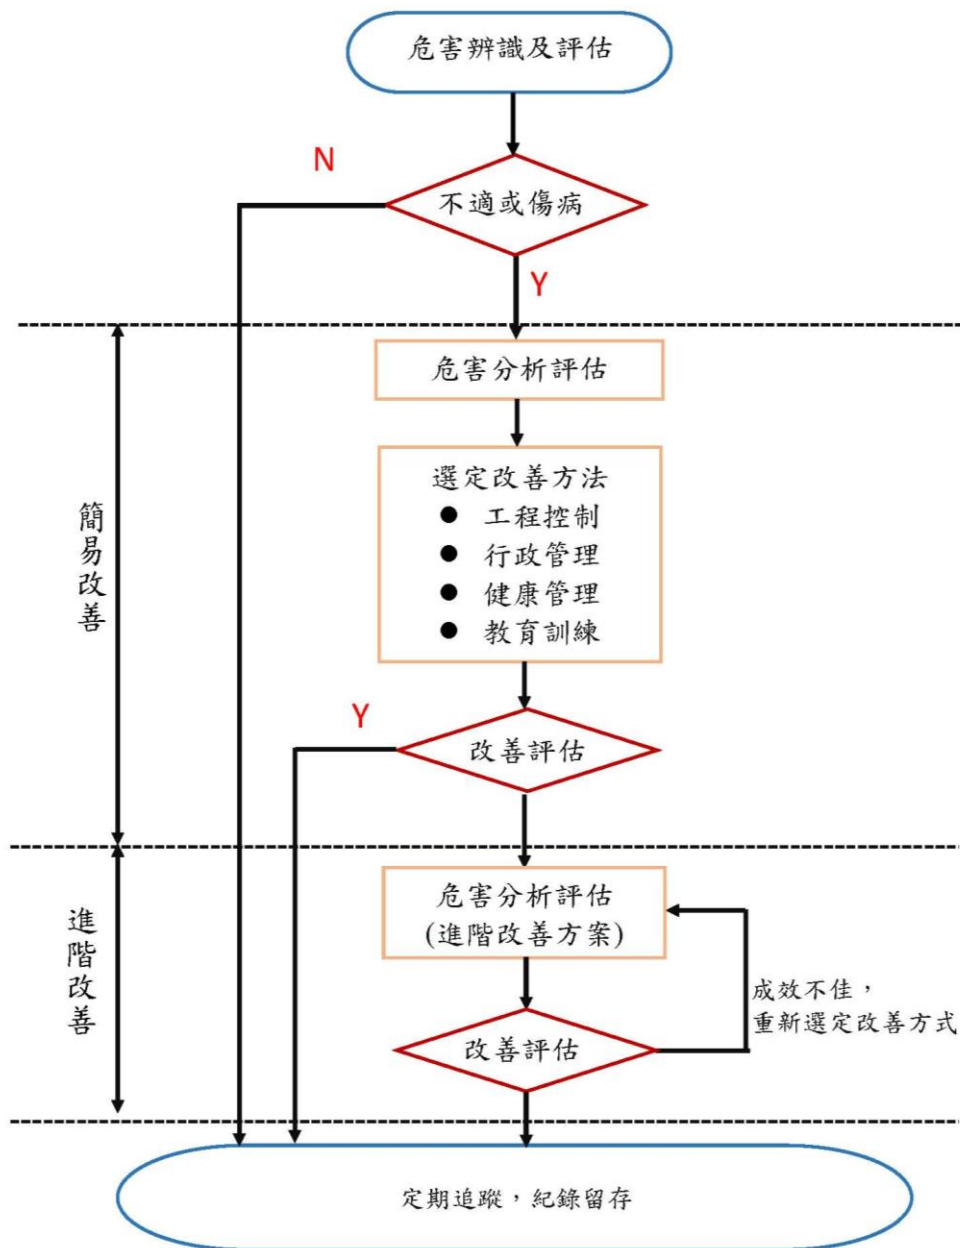 危害辨識及評估
N
不適或傷病
Y
危害分析評估
選定改善方法
● 工程控制
● 行政管理
● 健康管理
● 教育訓練
簡易改善
Y
改善評估
危害分析評估
(進階改善方案)
進階改善
成效不佳，
重新選定改善方式
改善評估
定期追蹤，紀錄留存